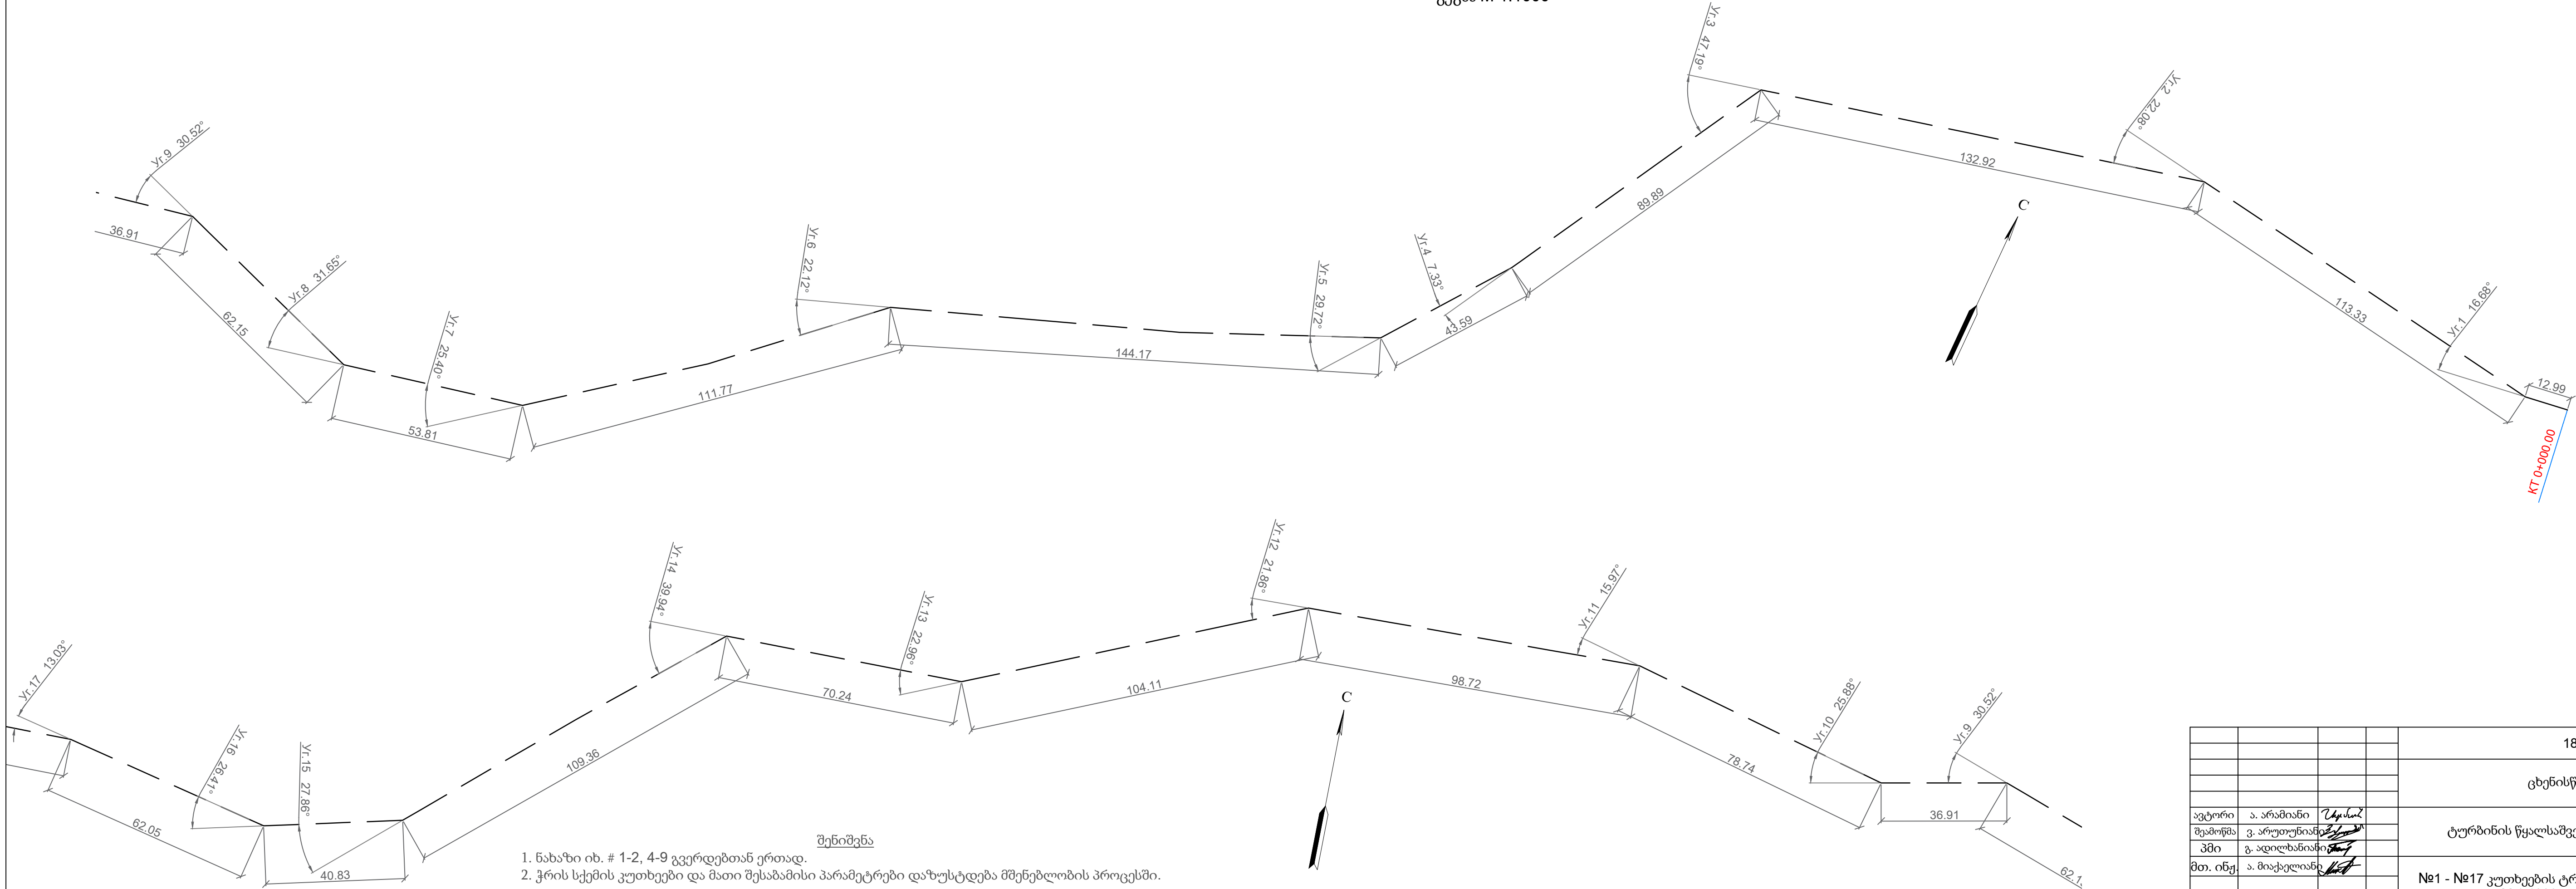 Уг.3 47.19°
Уг.2 22.08°
132.92
89.89
С
Уг.9 30.52°
36.91
Уг.8 31.65°
62.15
Уг.7 25.40°
53.81
111.77
Уг.6 22.12°
144.17
Уг.5 29.72°
Уг.4 7.33°
43.59
113.33
Уг.1 16.68°
12.99
КТ 0+000.00
Уг.17 13.03°
62.05
Уг.16 26.41°
Уг.15 27.86°
40.83
109.36
Уг.14 39.94°
70.24
Уг.13 22.96°
104.11
Уг.12 21.86°
98.72
Уг.11 15.97°
С
78.74
Уг.10 25.88°
36.91
Уг.9 30.52°
შენიშვნა
1. ნახაზი იხ. # 1-2, 4-9 გვერდებთან ერთად.
2. ჭრის სქემის კუთხეები და მათი შესაბამისი პარამეტრები დაზუსტდება მშენებლობის პროცესში.
18
ცხენისწ
ავტორი ა. არამიანი
შეამოწმა ვ. არუთუნიანი
პმი გ. ადილხანიანი
მთ. ინჟ. ა. მიაქაელიანი
ტურბინის წყალსაშვე
№1 - №17 კუთხეების ტრ